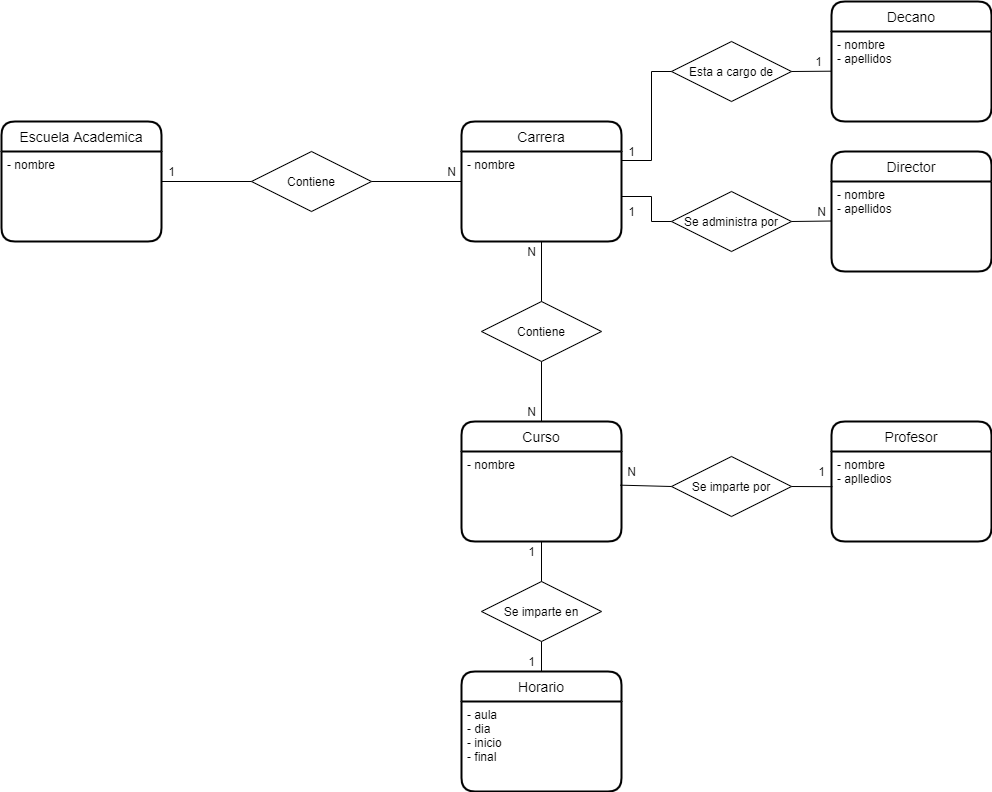 Decano
- nombre
- apellidos
Esta a cargo de
1
1
Escuela Academica
- nombre
1
Contiene
N
Carrera
- nombre
1
Se administra por
N
Director
- nombre
- apellidos
N
Contiene
N
Curso
- nombre
N
Se imparte por
1
Profesor
- nombre
- aplledios
1
Se imparte en
1
Horario
- aula
- dia
- inicio
- final